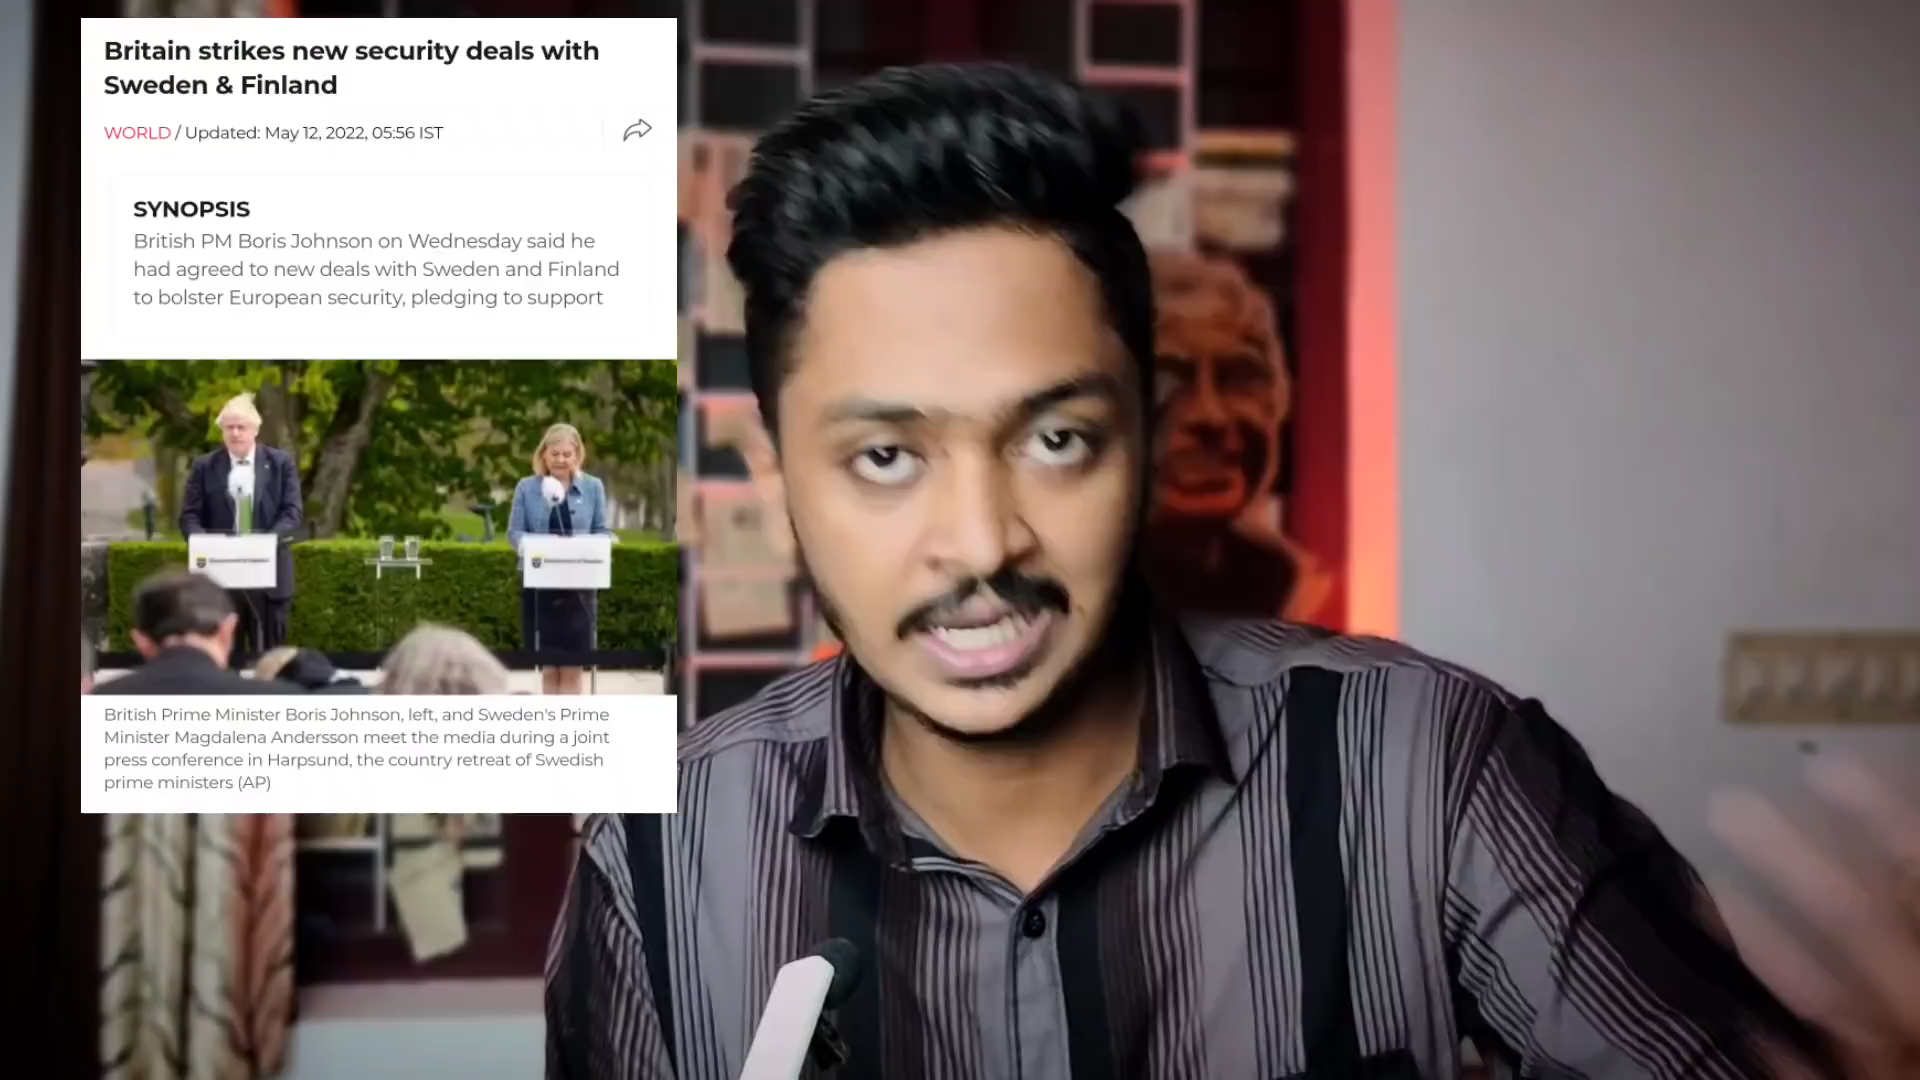 Britain strikes new security deals with
Sweden & Finland
WORLD / Updated: May 12, 2022, 05:56 IST
SYNOPSIS
British PM Boris Johnson on Wednesday said he
had agreed to new deals with Sweden and Finland
to bolster European security, pledging to support
British Prime Minister Boris Johnson, left, and Sweden's Prime
Minister Magdalena Andersson meet the media during a joint
press conference in Harpsund, the country retreat of Swedish
prime ministers (AP)